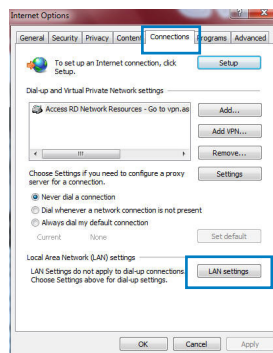 Internet Options
General Security Privacy Content Connections Programs Advanced
To set up an Internet connection, click
Setup.
Setup
Dial-up and Virtual Private Network settings
Access RD Network Resources - Go to vpn.as
Add...
Add VPN...
Remove...
Choose Settings if you need to configure a proxy
server for a connection.
Settings
Never dial a connection
Dial whenever a network connection is not present
Always dial my default connection
Current None
Set default
Local Area Network (LAN) settings
LAN Settings do not apply to dial-up connections.
Choose Settings above for dial-up settings.
LAN settings
OK Cancel Apply